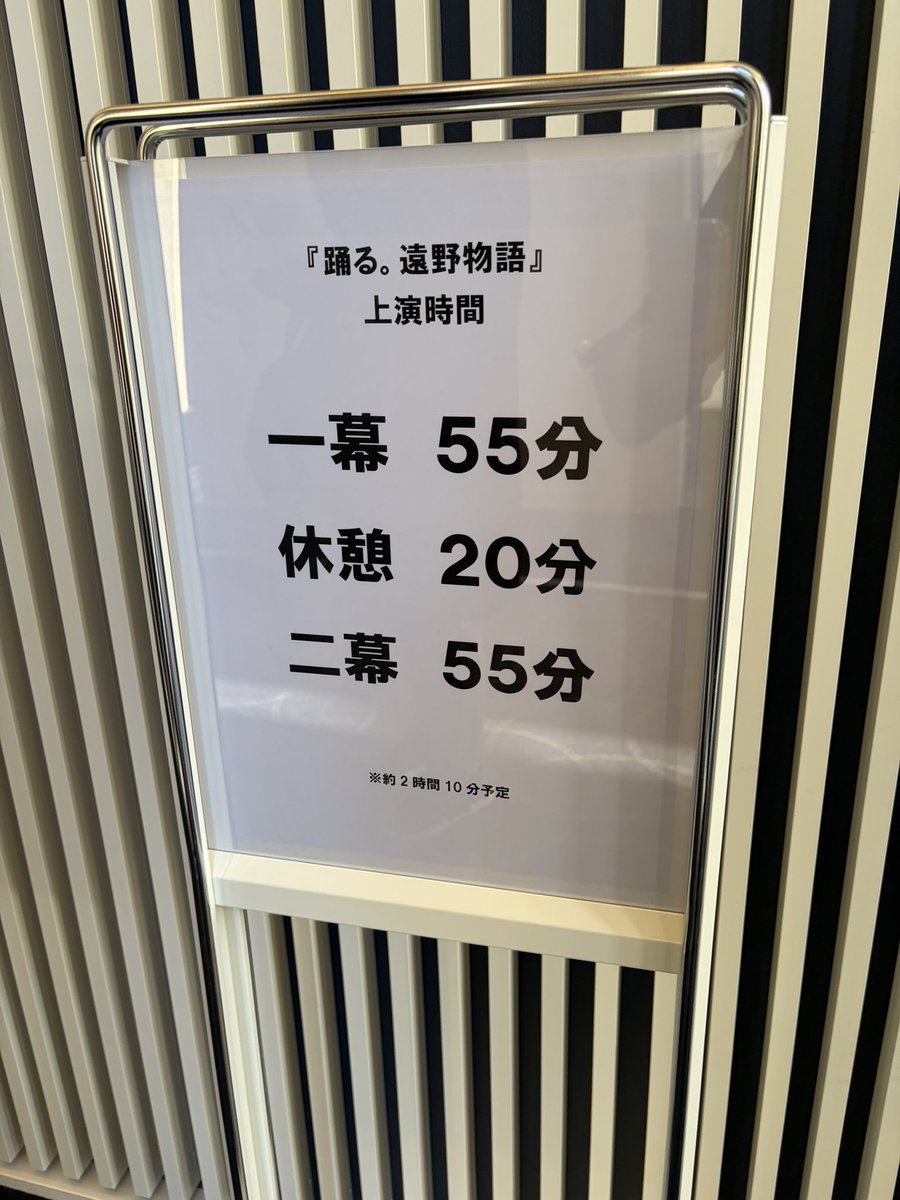 『踊る。遠野物語』
上演時間
一幕 55分
休憩 20分
二幕 55分
※約2時間10分予定